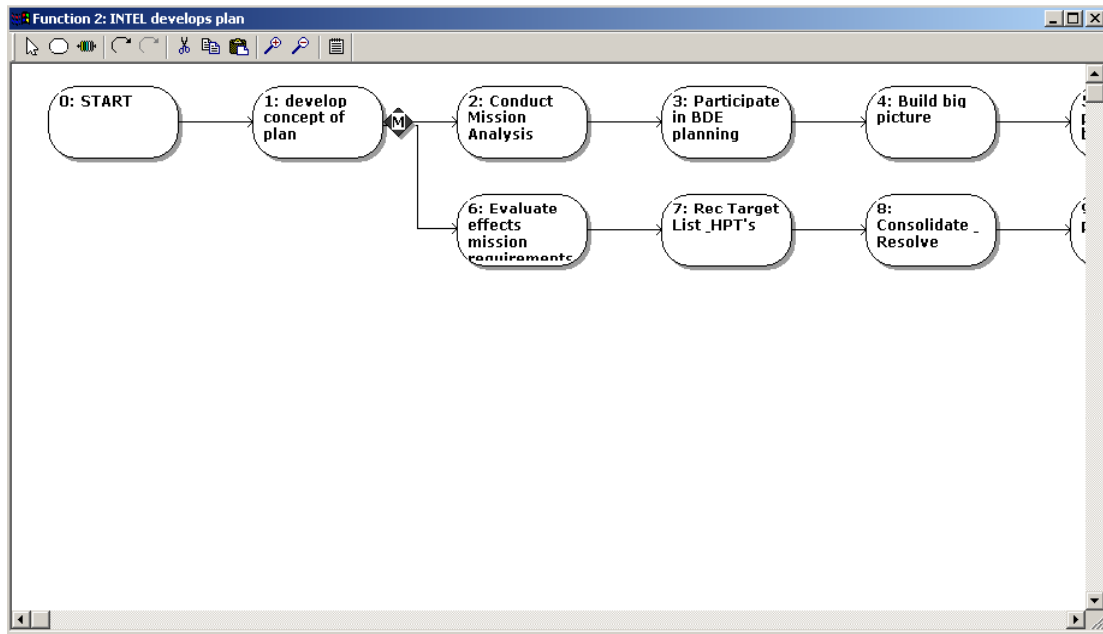 Function 2: INTEL develops plan
0: START
1: develop
concept of
plan
M
2: Conduct
Mission
Analysis
3: Participate
in BDE
planning
4: Build big
picture
6: Evaluate
effects
mission
requirements
7: Rec Target
List _HPT's
8:
Consolidate _
Resolve